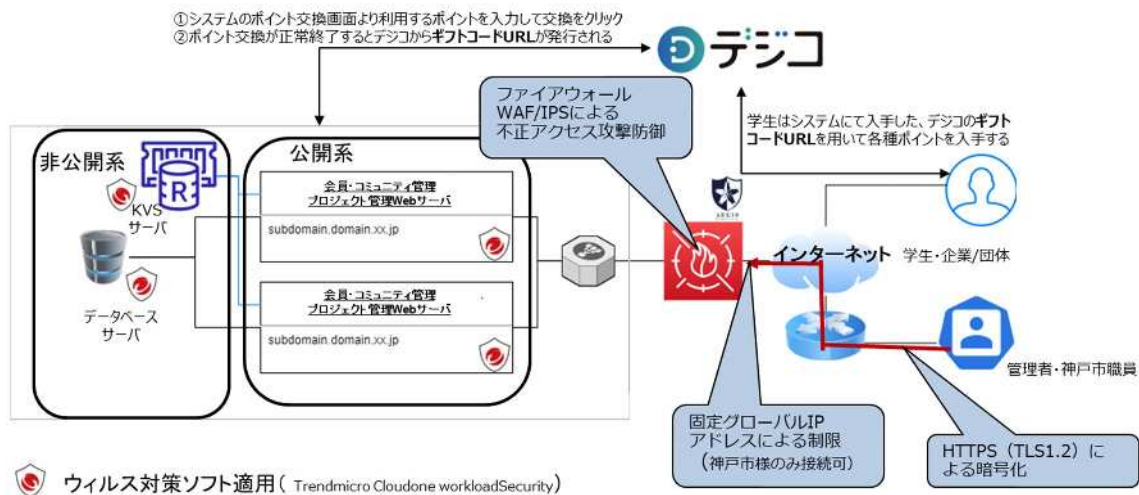 ①システムのポイント交換画面より利用するポイントを入力して交換をクリック
②ポイント交換が正常終了するとデジコからギフトコードURLが発行される
デジコ
ファイアウォール
WAF/IPSによる
不正アクセス攻撃防御
学生はシステムにて入手した、デジコのギフト
コードURLを用いて各種ポイントを入手する
非公開系
公開系
R
KVS
サーバ
会員・コミュニティ管理
プロジェクト管理Webサーバ
subdomain.domain.xx.jp
データベース
サーバ
会員・コミュニティ管理
プロジェクト管理Webサーバ
subdomain.domain.xx.jp
インターネット
学生・企業/団体
管理者・神戸市職員
固定グローバルIP
アドレスによる制限
(神戸市様のみ接続可)
HTTPS（TLS1.2）に
よる暗号化
ウィルス対策ソフト適用( Trendmicro Cloudone workloadSecurity)